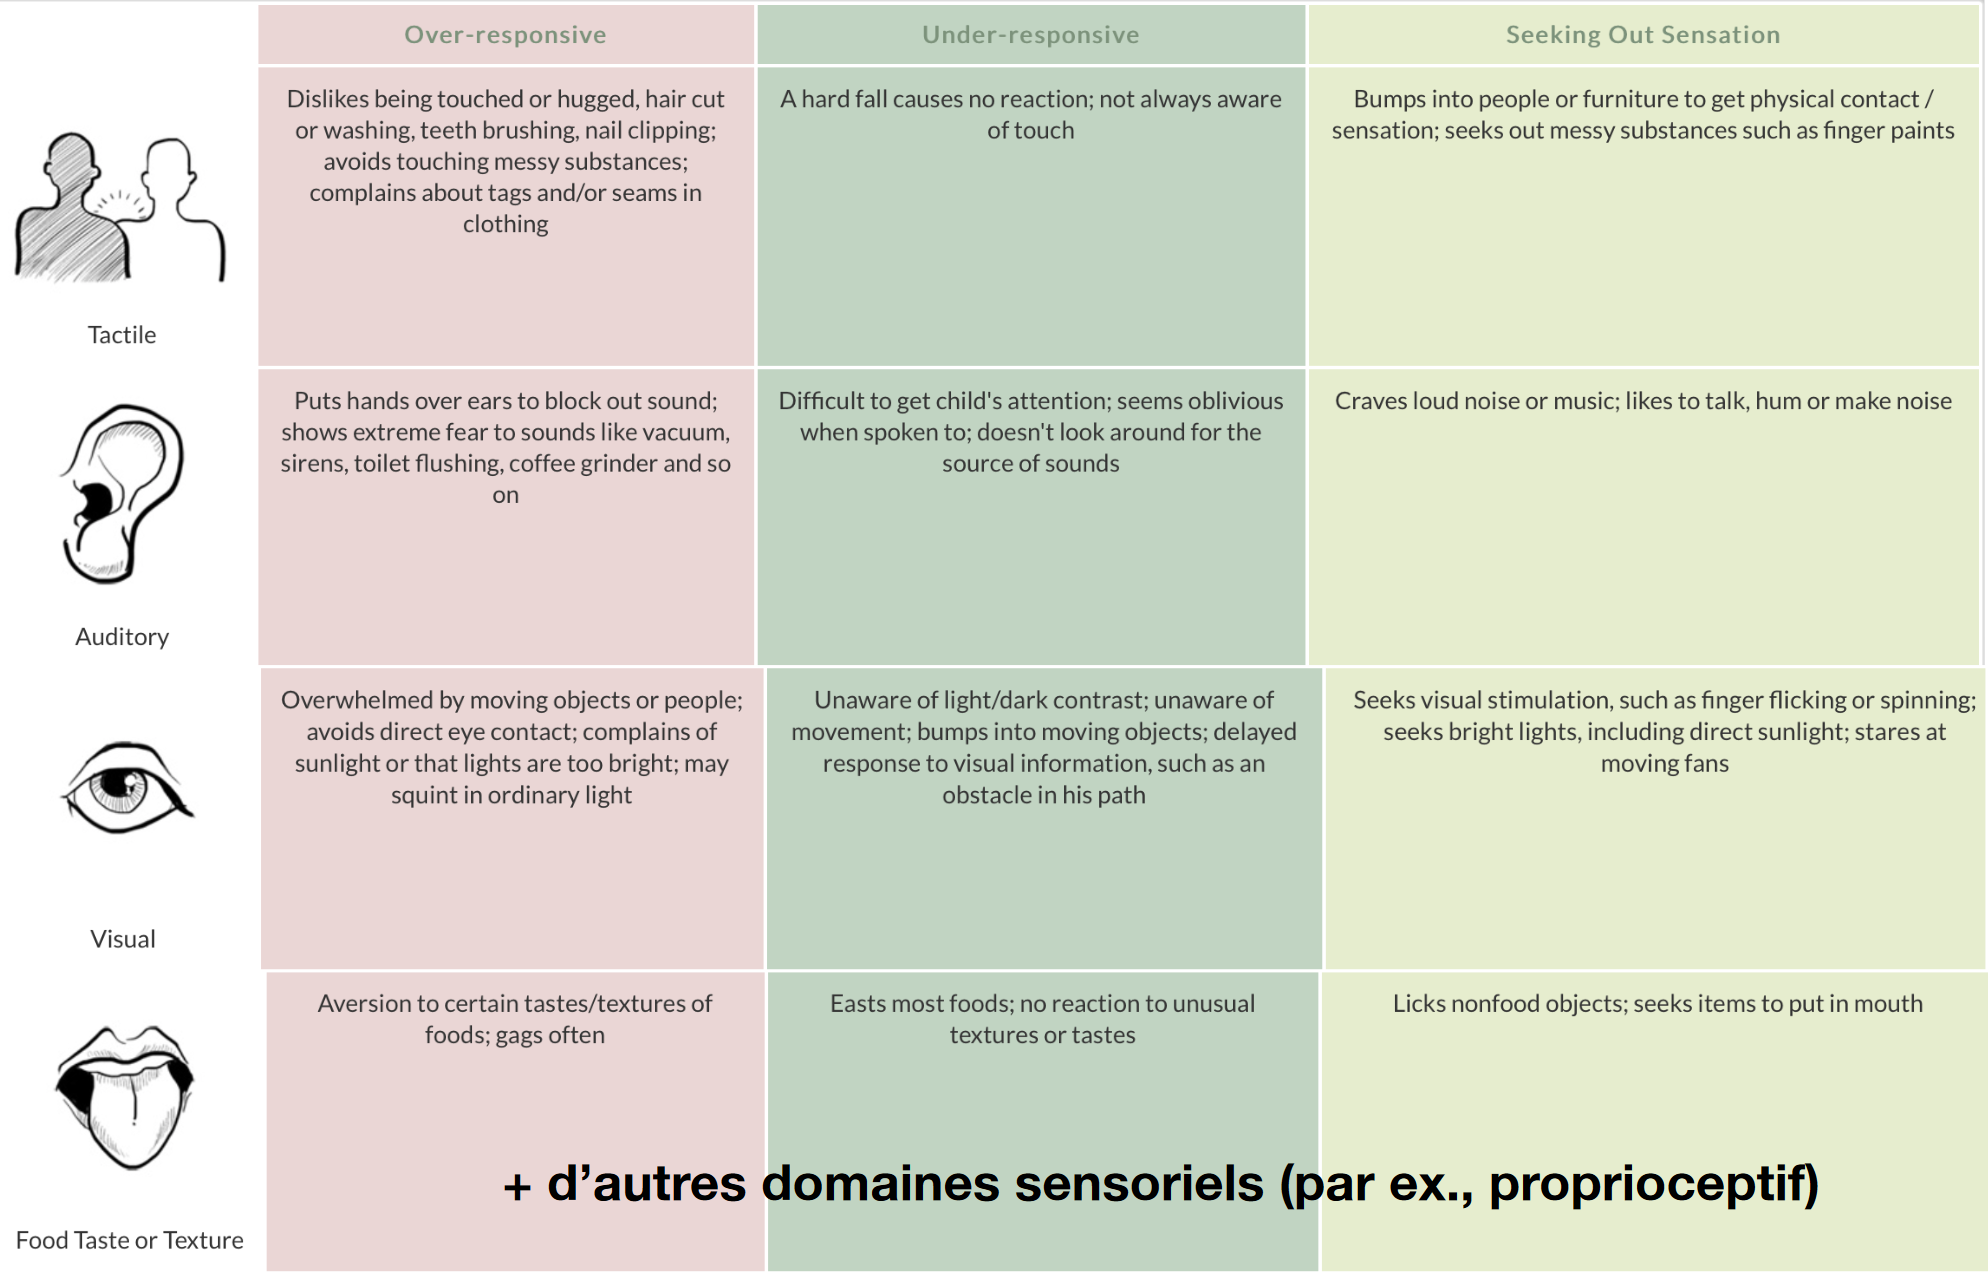 Over-responsive
Under-responsive
Seeking Out Sensation
Tactile
Dislikes being touched or hugged, hair cut
or washing, teeth brushing, nail clipping;
avoids touching messy substances;
complains about tags and/or seams in
clothing
A hard fall causes no reaction; not always aware
of touch
Bumps into people or furniture to get physical contact /
sensation; seeks out messy substances such as finger paints
Auditory
Puts hands over ears to block out sound;
shows extreme fear to sounds like vacuum,
sirens, toilet flushing, coffee grinder and so
on
Difficult to get child's attention; seems oblivious
when spoken to; doesn't look around for the
source of sounds
Craves loud noise or music; likes to talk, hum or make noise
Visual
Overwhelmed by moving objects or people;
avoids direct eye contact; complains of
sunlight or that lights are too bright; may
squint in ordinary light
Unaware of light/dark contrast; unaware of
movement; bumps into moving objects; delayed
response to visual information, such as an
obstacle in his path
Seeks visual stimulation, such as finger flicking or spinning;
seeks bright lights, including direct sunlight; stares at
moving fans
Food Taste or Texture
Aversion to certain tastes/textures of
foods; gags often
Easts most foods; no reaction to unusual
textures or tastes
Licks nonfood objects; seeks items to put in mouth
+ d’autres domaines sensoriels (par ex., proprioceptif)